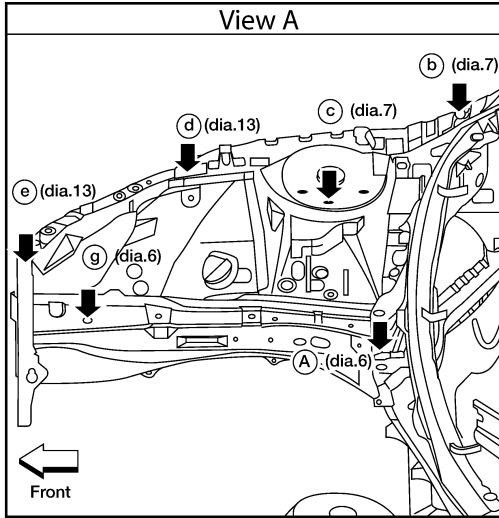 View A
ⓑ (dia.7)
ⓒ (dia.7)
ⓓ (dia.13)
ⓔ (dia.13)
ⓖ (dia.6)
Ⓐ (dia.6)
Front